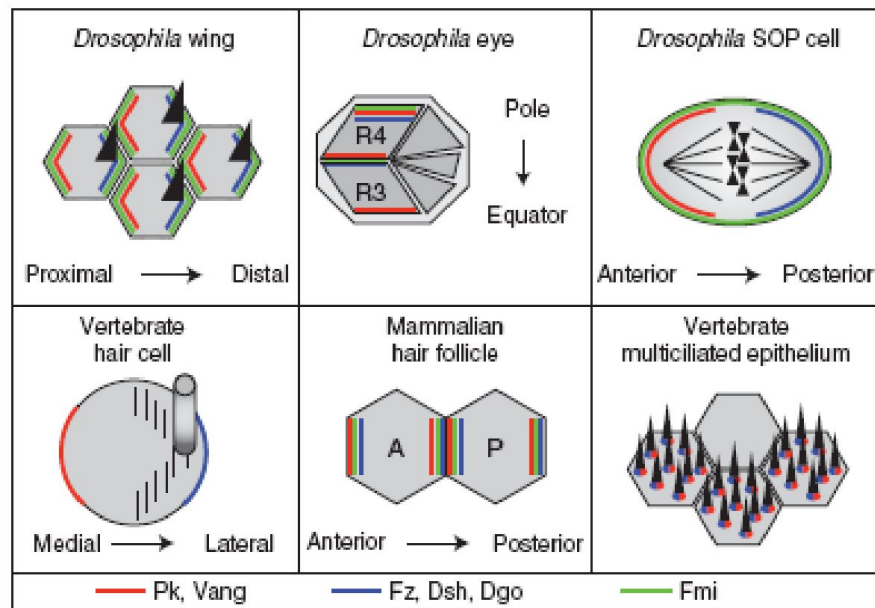 Drosophila wing
Drosophila eye
Drosophila SOP cell
R4
R3
Pole
Equator
Proximal
Distal
Anterior
Posterior
Vertebrate
hair cell
Mammalian
hair follicle
Vertebrate
multiciliated epithelium
A
P
Medial
Lateral
Anterior
Posterior
Pk, Vang
Fz, Dsh, Dgo
Fmi